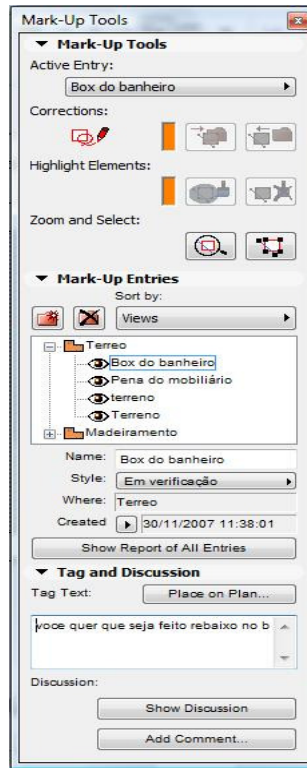 Mark-Up Tools
Mark-Up Tools
Active Entry:
Box do banheiro
Corrections:
Highlight Elements:
Zoom and Select:
Mark-Up Entries
Sort by:
Views
Terreo
Box do banheiro
Pena do mobiliário
terreno
Terreno
Madeiramento
Name: Box do banheiro
Style: Em verificação
Where: Terreo
Created 30/11/2007 11:38:01
Show Report of All Entries
Tag and Discussion
Tag Text: Place on Plan...
voce quer que seja feito rebaixo no b
Discussion:
Show Discussion
Add Comment...